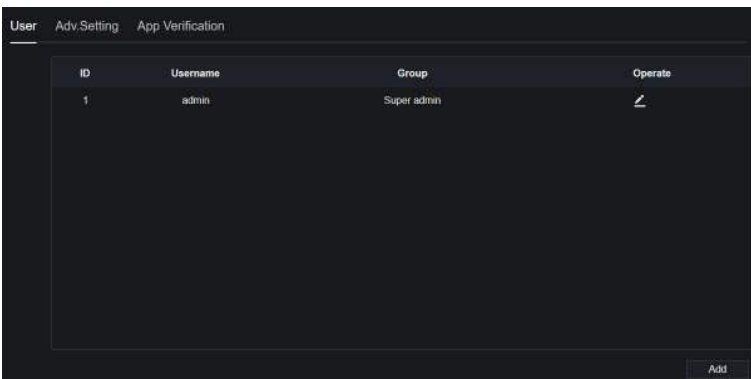 User Adv.Setting App Verification
ID Username Group Operate
1 admin Super admin
Add